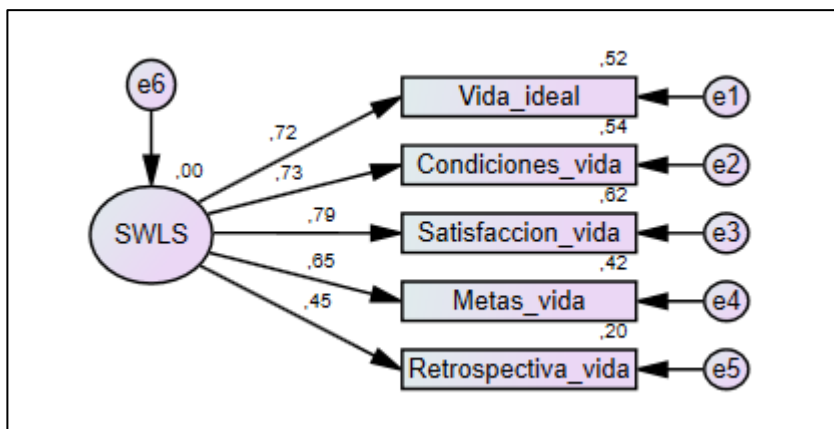 ,52
e6
Vida_ideal
e1
,72
,54
,00
,73
Condiciones_vida
e2
,62
SWLS
,79
Satisfaccion_vida
e3
,65
,42
Metas_vida
e4
,45
,20
Retrospectiva_vida
e5